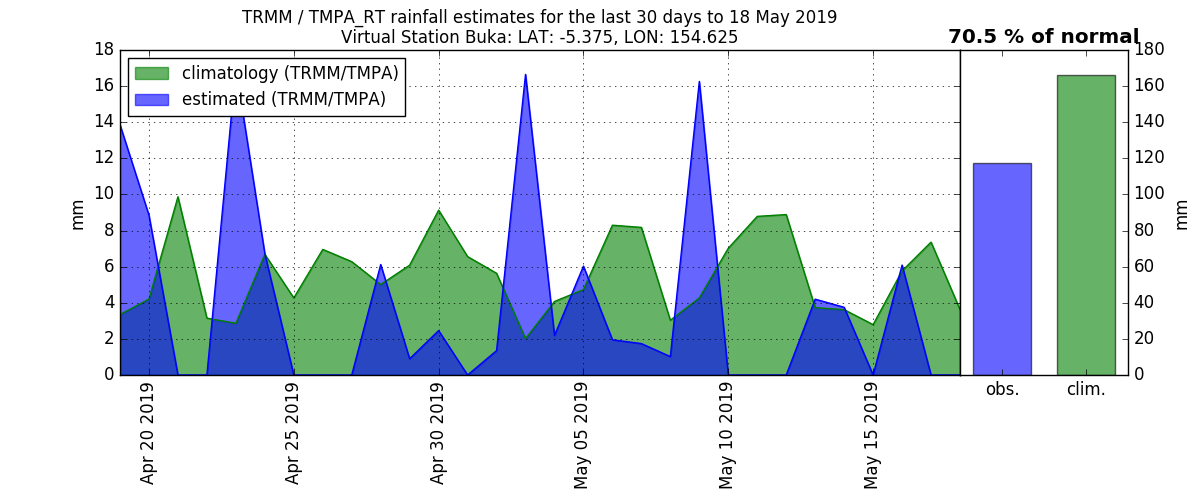 TRMM / TMPA_RT rainfall estimates for the last 30 days to 18 May 2019
Virtual Station Buka: LAT: -5.375, LON: 154.625
70.5 % of normal
climatology (TRMM/TMPA)
estimated (TRMM/TMPA)
mm
18
16
14
12
10
8
6
4
2
0
Apr 20 2019
Apr 25 2019
Apr 30 2019
May 05 2019
May 10 2019
May 15 2019
obs.
clim.
180
160
140
120
100
80
60
40
20
0
mm